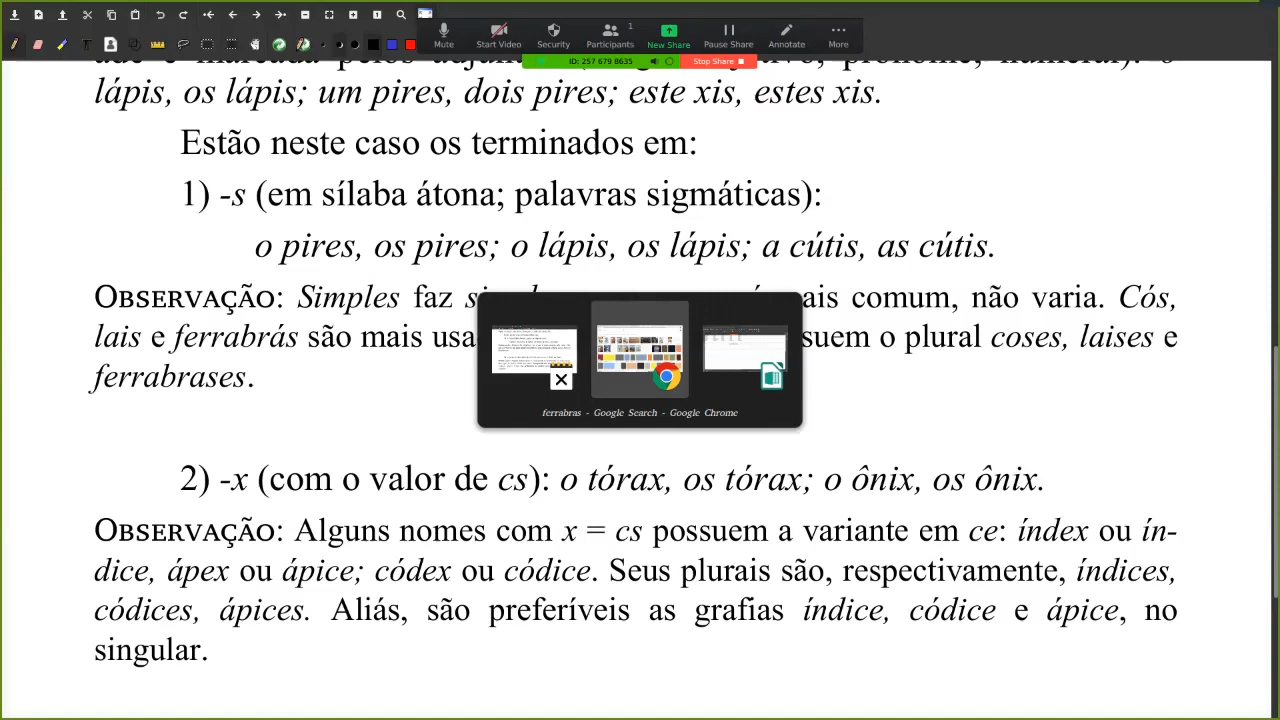 Mute
Start Video
Security
Participants
1
New Share
Pause Share
Annotate
More
ID: 257 679 8635
Stop Share
lápis, os lápis; um pires, dois pires; este xis, estes xis.
Estão neste caso os terminados em:
1) -s (em sílaba átona; palavras sigmáticas):
o pires, os pires; o lápis, os lápis; a cútis, as cútis.
OBSERVAÇÃO: Simples faz comum, não varia. Cós,
lais e ferrabrás são mais o plural coses, laises e
ferrabrases.
ferrabras - Google Search - Google Chrome
2) -x (com o valor de cs): o tórax, os tórax; o ônix, os ônix.
OBSERVAÇÃO: Alguns nomes com x = cs possuem a variante em ce: índex ou ín-
dice, ápex ou ápice; códex ou códice. Seus plurais são, respectivamente, índices,
códices, ápices. Aliás, são preferíveis as grafias índice, códice e ápice, no
singular.